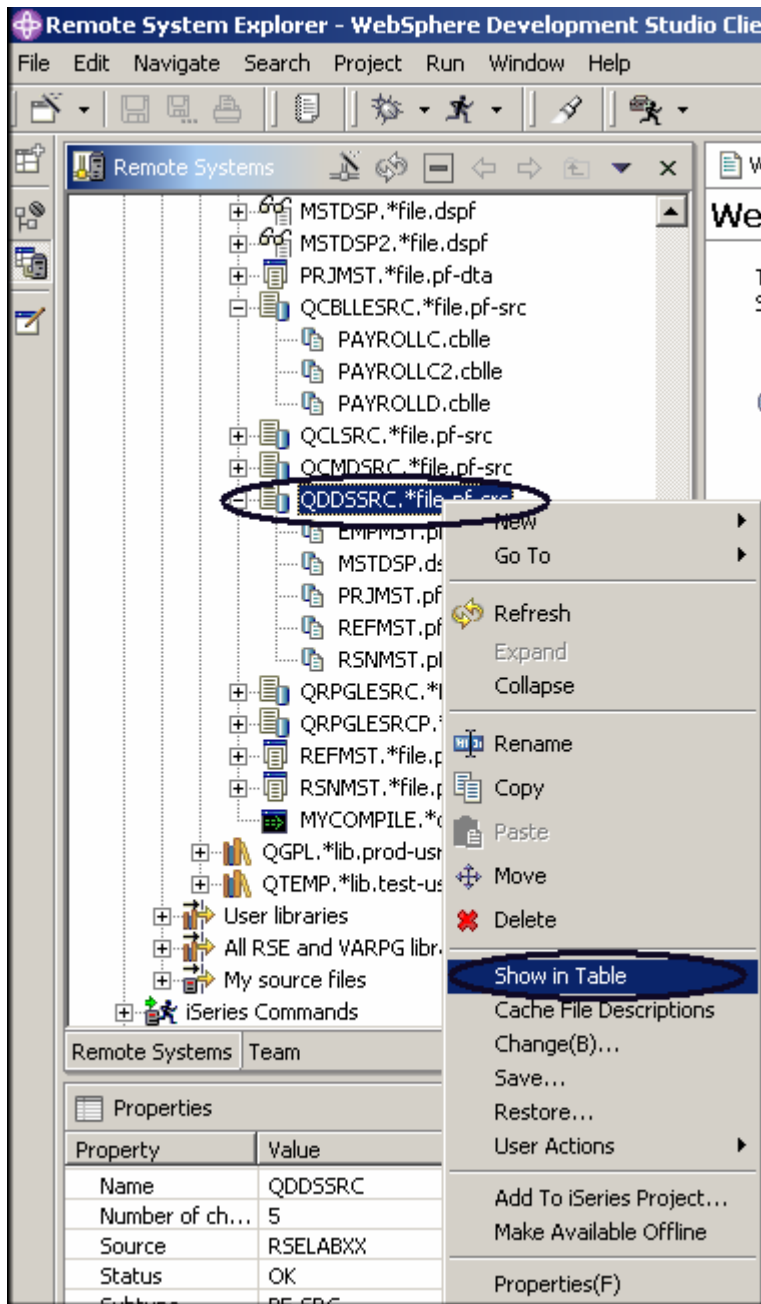 Remote System Explorer - WebSphere Development Studio Clie
File Edit Navigate Search Project Run Window Help
Remote Systems
We
MSTDSP.*file.dspf
MSTDSP2.*file.dspf
PRJMST.*file.pf-dta
QCBLLESRC.*file.pf-src
PAYROLLC.cblle
PAYROLLC2.cblle
PAYROLLD.cblle
QCLSRC.*file.pf-src
QCMDSRC.*file.pf-src
QDDSSRC.*file.pf-src
EMPMST.pf
MSTDSP.ds
PRJMST.pf
REFMST.pf
RSNMST.pf
QRPGLESRC.*
QRPGLESRCP.*
REFMST.*file.p
RSNMST.*file.p
MYCOMPILE.*
QGPL.*lib.prod-usr
QTEMP.*lib.test-us
User libraries
All RSE and VARPG libr
My source files
iSeries Commands
Remote Systems Team
New
Go To
Refresh
Expand
Collapse
Rename
Copy
Paste
Move
Delete
Show in Table
Cache File Descriptions
Change(B)...
Save...
Restore...
User Actions
Add To iSeries Project...
Make Available Offline
Properties(F)
Properties
Property Value
Name QDDSSRC
Number of ch... 5
Source RSELABXX
Status OK
Subtype PF-SRC